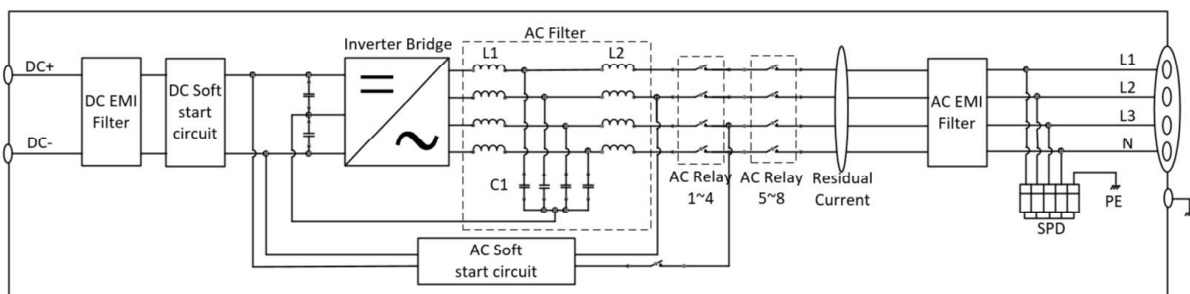 AC Filter
Inverter Bridge
L1
L2
DC+
DC EMI
Filter
DC Soft
start
circuit
DC-
C1
AC Relay
1~4
AC Relay
5~8
Residual
Current
AC EMI
Filter
L1
L2
L3
N
PE
SPD
AC Soft
start circuit